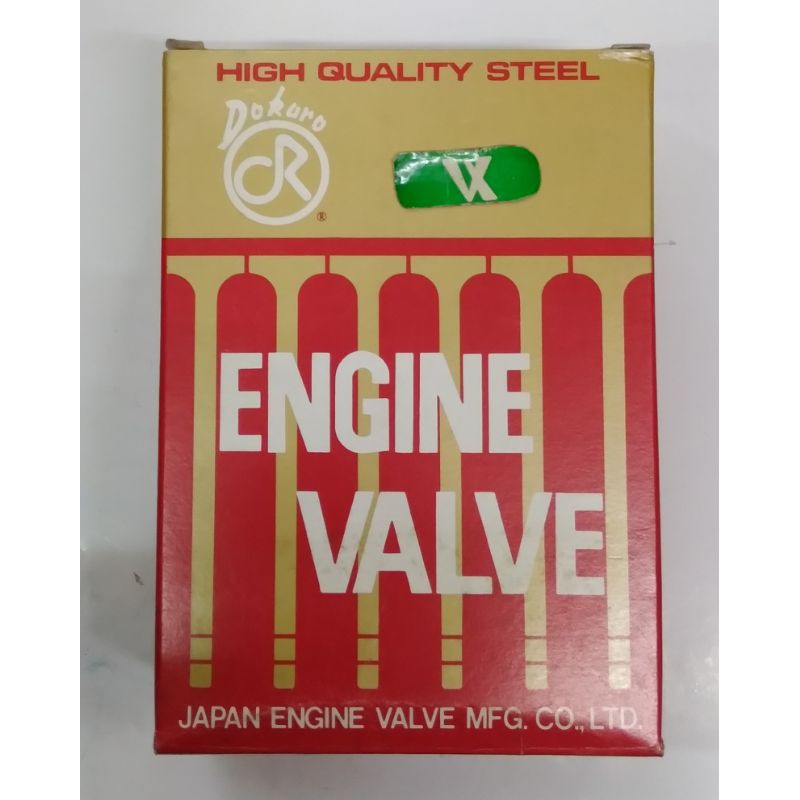 HIGH QUALITY STEEL
Dokuro
R
®
VX
ENGINE
VALVE
JAPAN ENGINE VALVE MFG. CO., LTD.